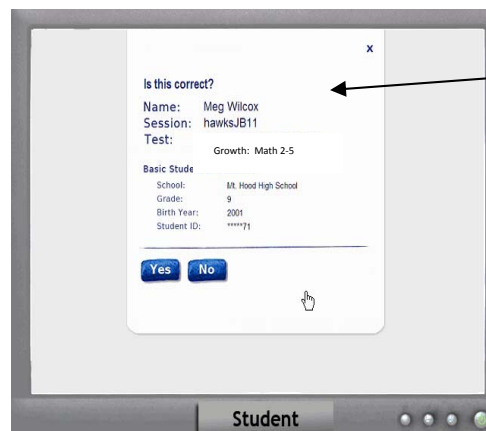 x
Is this correct?
Name: Meg Wilcox
Session: hawksJB11
Test:
Growth: Math 2-5
Basic Stude
School: Mt. Hood High School
Grade: 9
Birth Year: 2001
Student ID: *****71
Yes No
Student